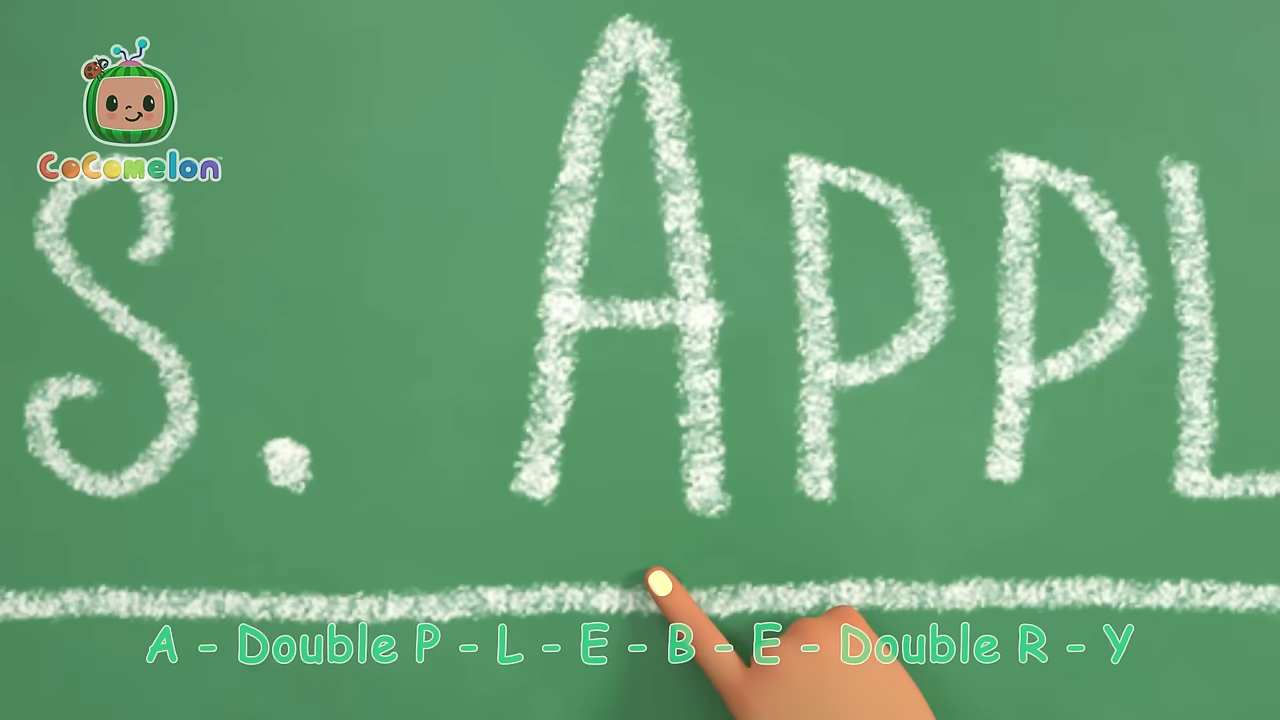 CoComelon
S. APPL
A - Double P - L - E - B - E - Double R - Y